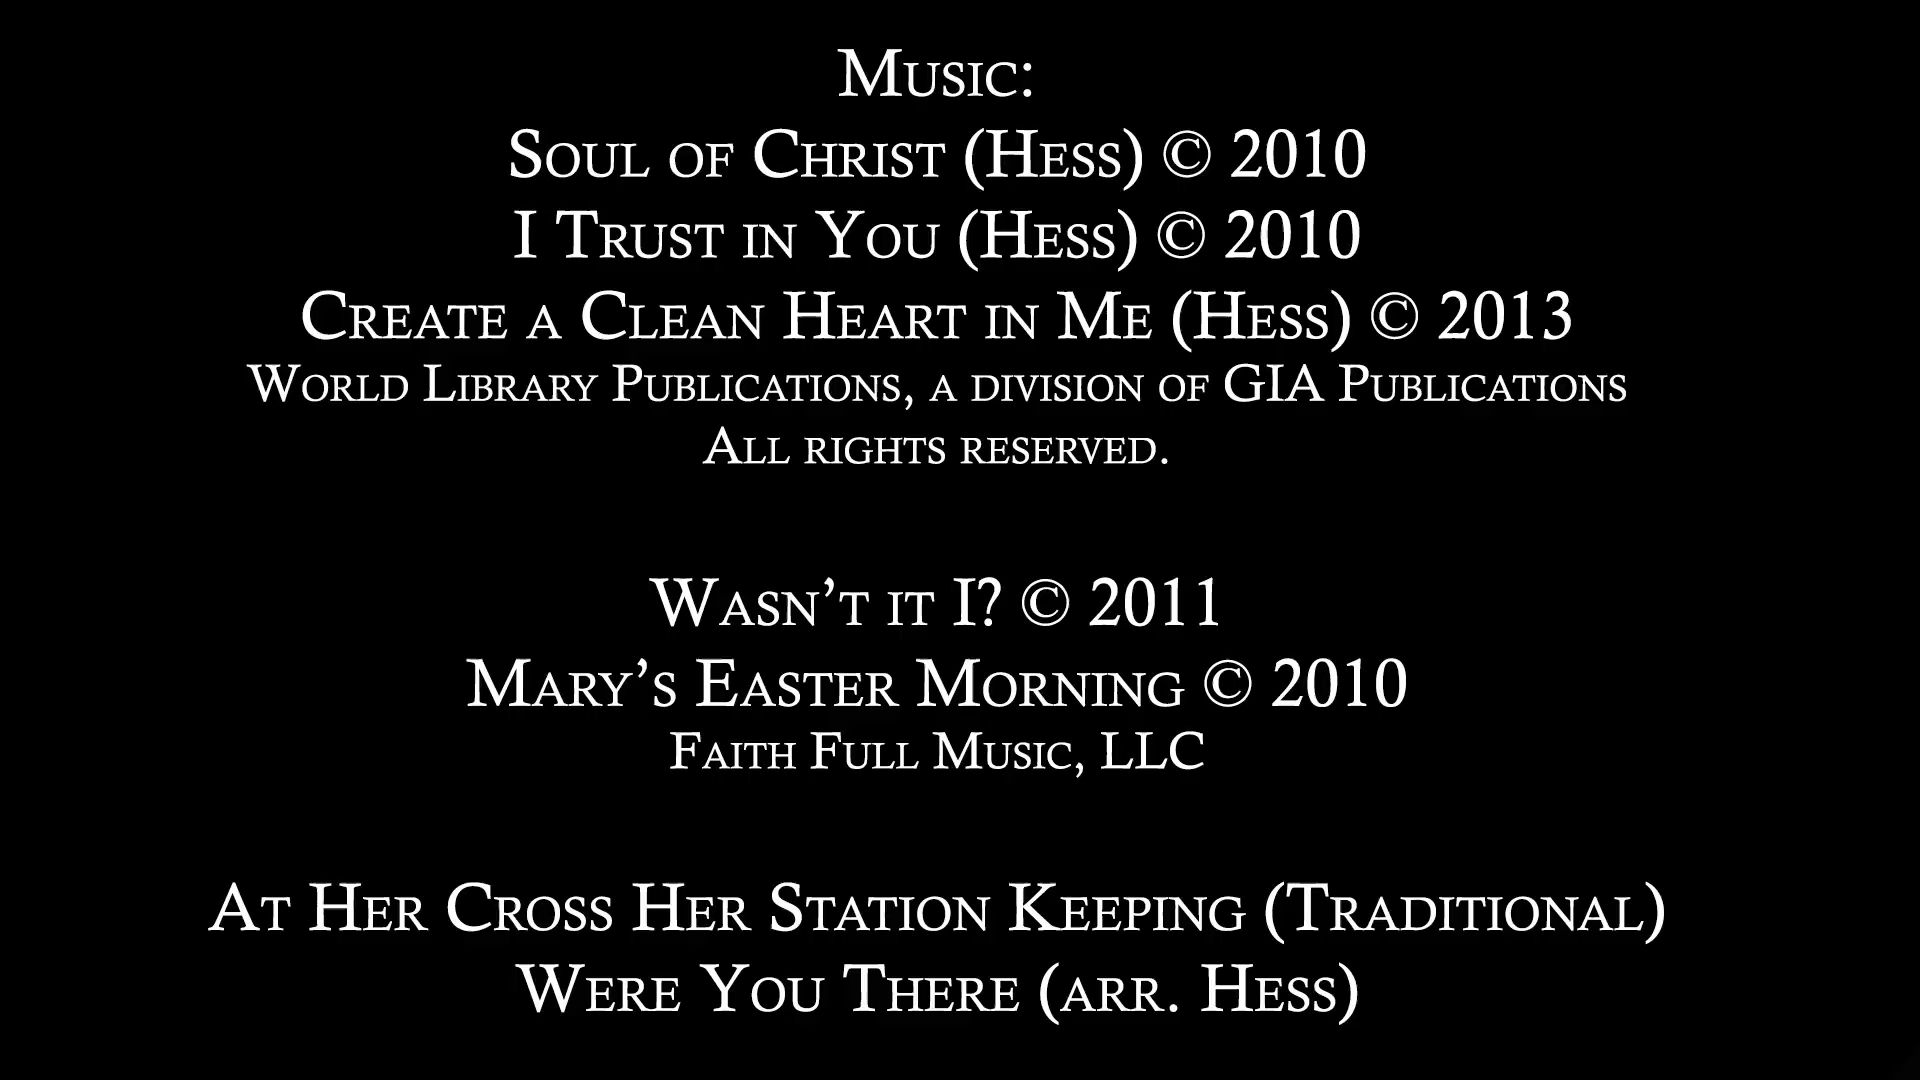 Music:
Soul of Christ (Hess) © 2010
I Trust in You (Hess) © 2010
Create a Clean Heart in Me (Hess) © 2013
World Library Publications, a division of GIA Publications
All rights reserved.
Wasn’t it I? © 2011
Mary’s Easter Morning © 2010
Faith Full Music, LLC
At Her Cross Her Station Keeping (Traditional)
Were You There (arr. Hess)